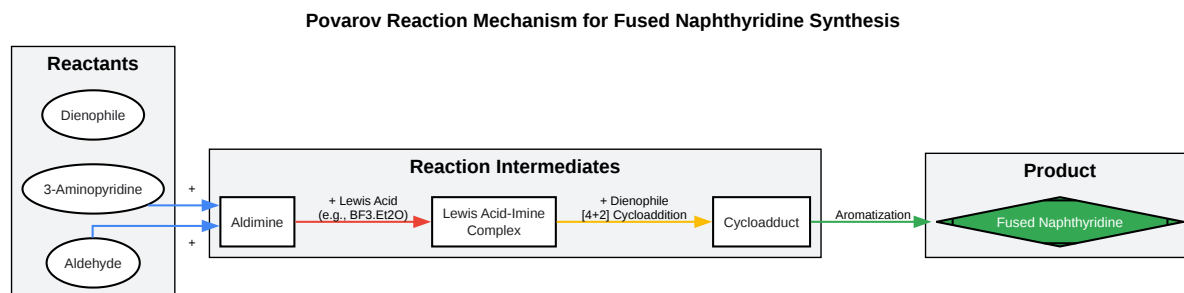 Povarov Reaction Mechanism for Fused Naphthyridine Synthesis
Reactants
Dienophile
3-Aminopyridine
Aldehyde
+
+
Reaction Intermediates
Aldimine
+ Lewis Acid
(e.g., BF3.Et2O)
Lewis Acid-Imine
Complex
+ Dienophile
[4+2] Cycloaddition
Cycloadduct
Aromatization
Product
Fused Naphthyridine